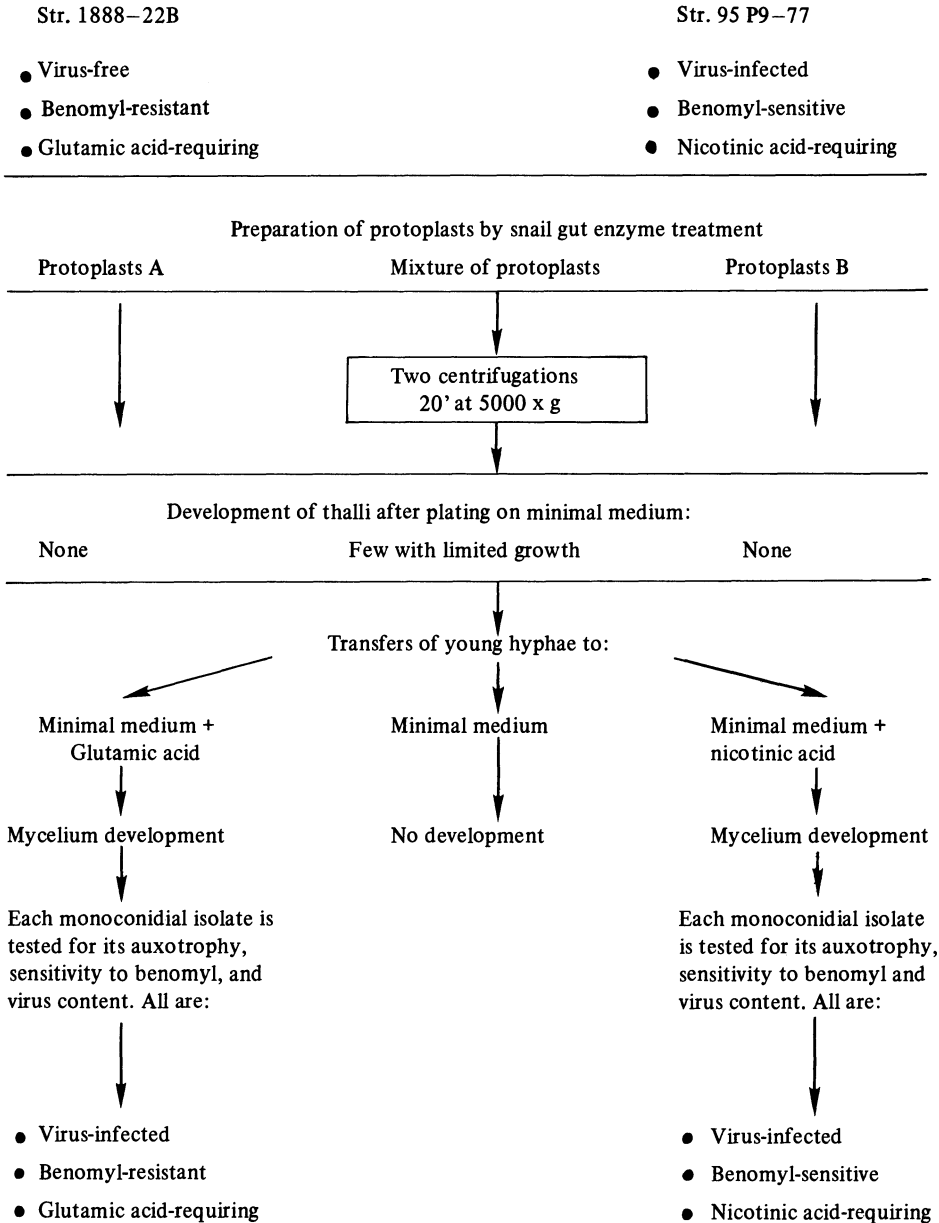 Str. 1888–22B
Str. 95 P9–77
• Virus-free
• Benomyl-resistant
• Glutamic acid-requiring
• Virus-infected
• Benomyl-sensitive
• Nicotinic acid-requiring
Preparation of protoplasts by snail gut enzyme treatment
Protoplasts A
Mixture of protoplasts
Protoplasts B
Two centrifugations
20' at 5000 x g
Development of thalli after plating on minimal medium:
None
Few with limited growth
None
Transfers of young hyphae to:
Minimal medium +
Glutamic acid
Minimal medium
Minimal medium +
nicotinic acid
Mycelium development
No development
Mycelium development
Each monoconidial isolate is
tested for its auxotrophy,
sensitivity to benomyl, and
virus content. All are:
Each monoconidial isolate
is tested for its auxotrophy,
sensitivity to benomyl and
virus content. All are:
• Virus-infected
• Benomyl-resistant
• Glutamic acid-requiring
• Virus-infected
• Benomyl-sensitive
• Nicotinic acid-requiring